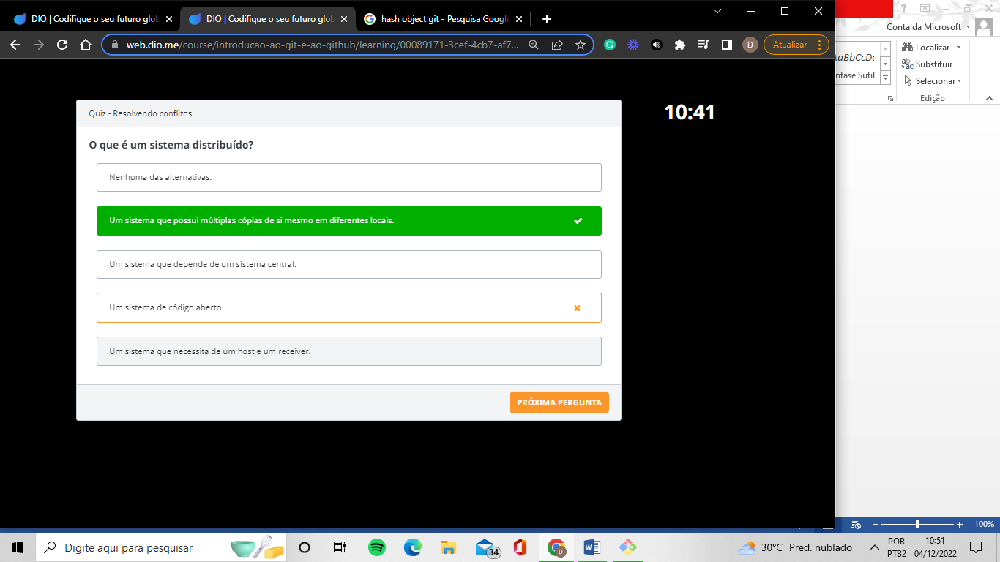 DIO | Codifique o seu futuro glob
DIO | Codifique o seu futuro glob
hash object git - Pesquisa Google
Conta da Microsoft
web.dio.me/course/introducao-ao-git-e-ao-github/learning/00089171-3cef-4cb7-af7...
D
Atualizar
AaBbCcDc
nfase Sutil
Localizar
Substituir
Selecionar
Edição
Quiz - Resolvendo conflitos
10:41
O que é um sistema distribuído?
Nenhuma das alternativas.
Um sistema que possui múltiplas cópias de si mesmo em diferentes locais.
Um sistema que depende de um sistema central.
Um sistema de código aberto.
Um sistema que necessita de um host e um receiver.
PRÓXIMA PERGUNTA
100%
Digite aqui para pesquisar
34
D
30°C Pred. nublado
POR
PTB2
10:51
04/12/2022